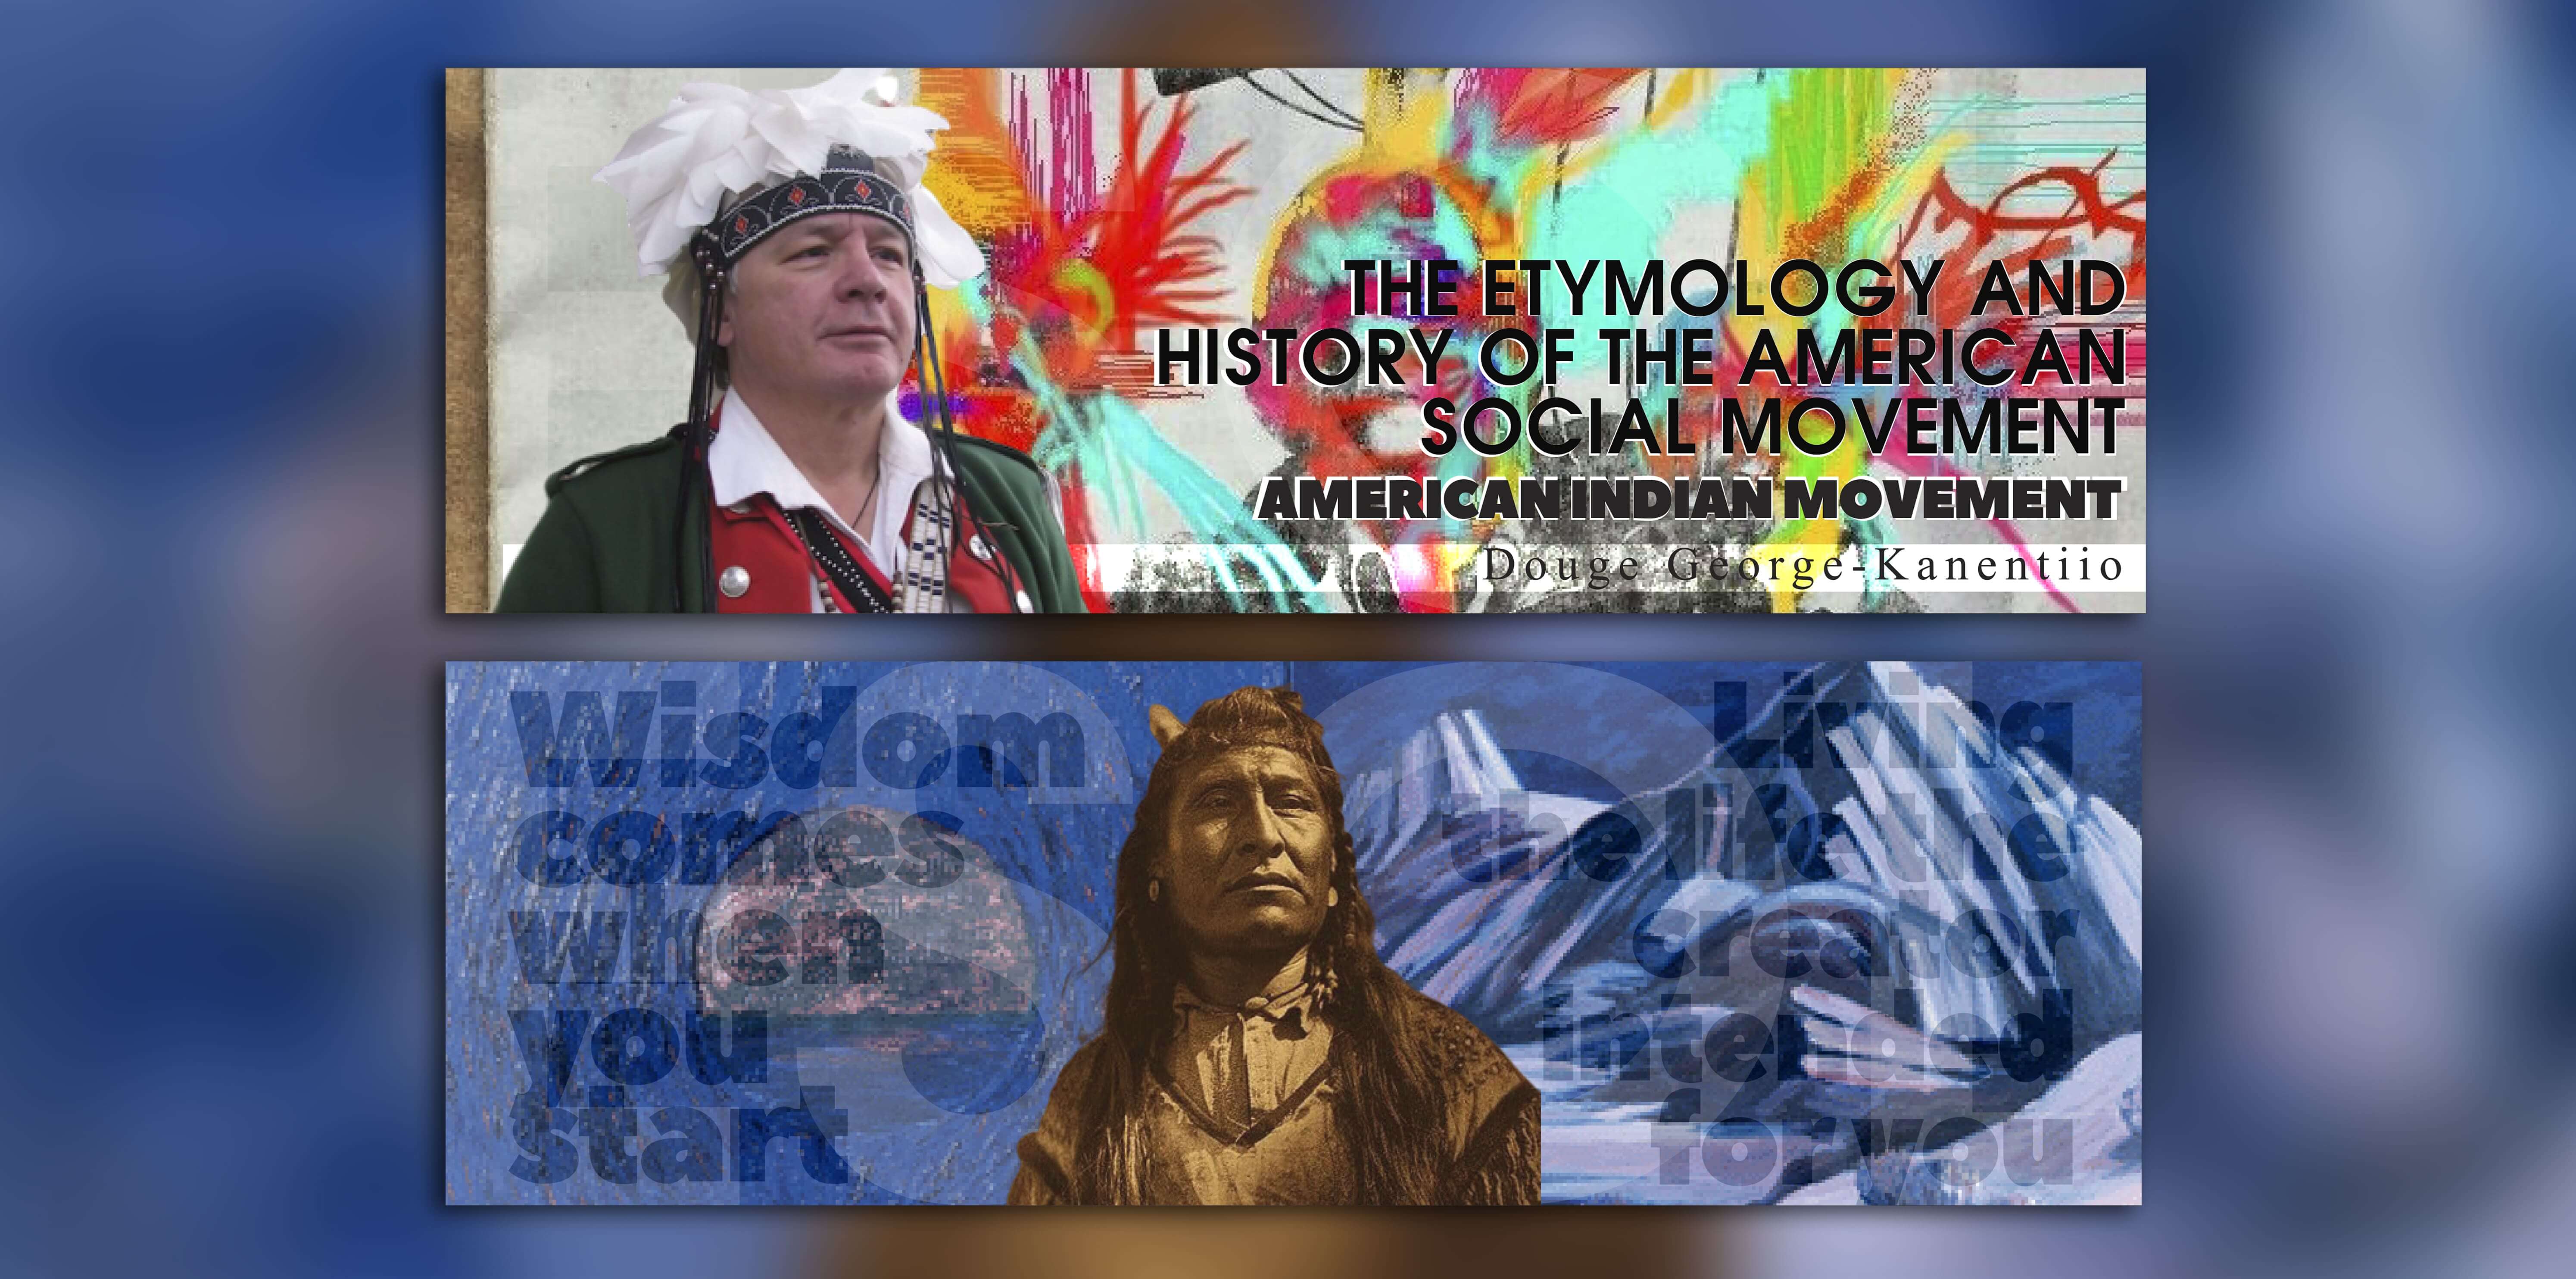 THE ETYMOLOGY AND
HISTORY OF THE AMERICAN
SOCIAL MOVEMENT
AMERICAN INDIAN MOVEMENT
Douge George-Kanentiio
Wisdom
comes
when
you
start
Living
the life the
creator
intended
for you